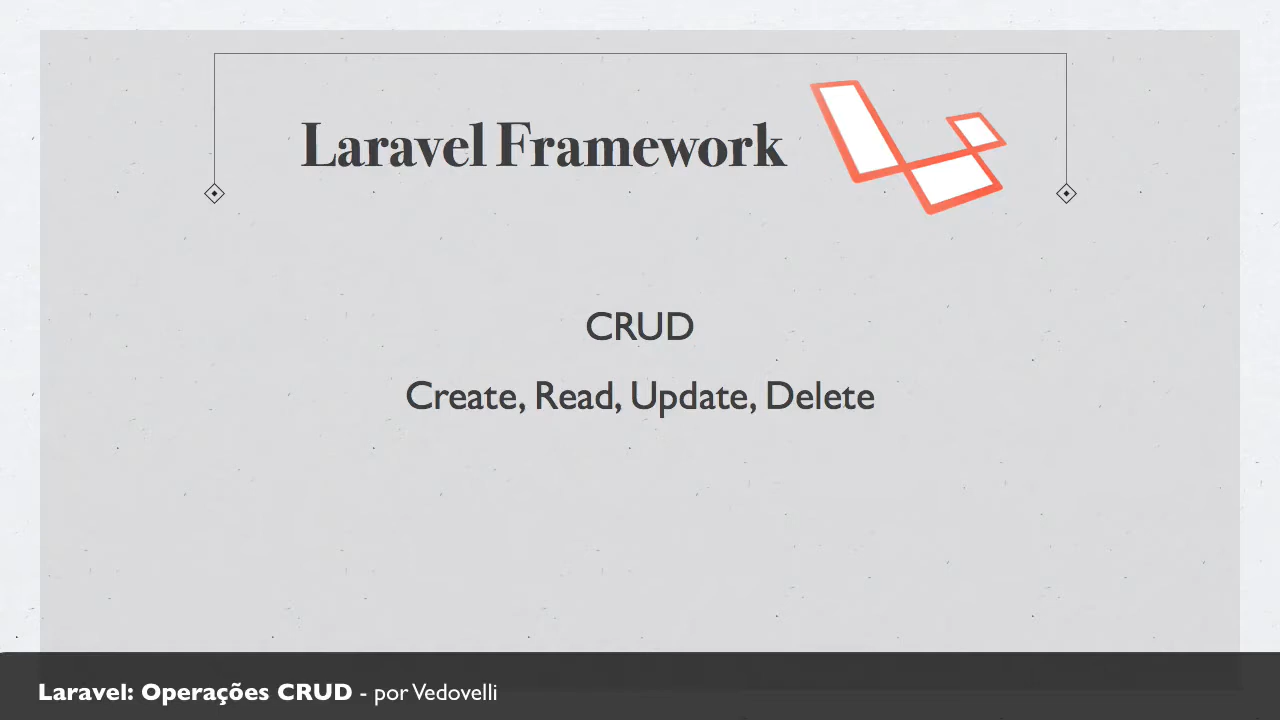 Laravel Framework
CRUD
Create, Read, Update, Delete
Laravel: Operações CRUD - por Vedovelli